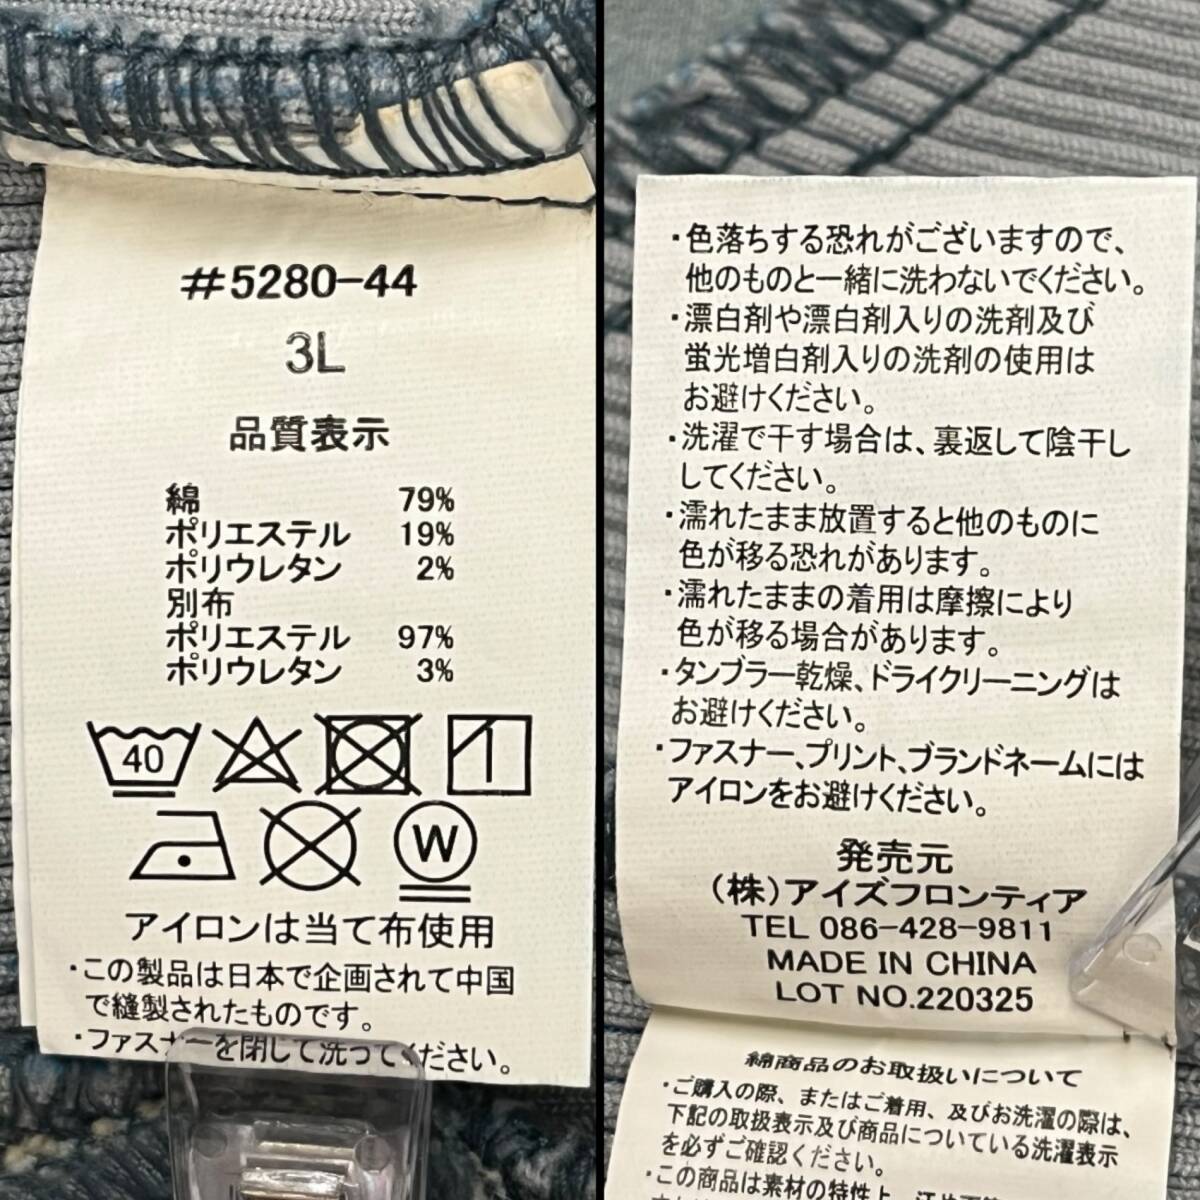 #5280-44
3L
品質表示
綿 79%
ポリエステル 19%
ポリウレタン 2%
別布
ポリエステル 97%
ポリウレタン 3%
40
W
アイロンは当て布使用
・この製品は日本で企画されて中国
で縫製されたものです。
・ファスナーを閉じて洗ってください。
・色落ちする恐れがございますので、
他のものと一緒に洗わないでください。
・漂白剤や漂白剤入りの洗剤及び
蛍光増白剤入りの洗剤の使用は
お避けください。
・洗濯で干す場合は、裏返して陰干し
してください。
・濡れたまま放置すると他のものに
色が移る恐れがあります。
・濡れたままの着用は摩擦により
色が移る場合があります。
・タンブラー乾燥、ドライクリーニングは
お避けください。
・ファスナー、プリント、ブランドネームには
アイロンをお避けください。
発売元
(株)アイズフロンティア
TEL 086-428-9811
MADE IN CHINA
LOT NO.220325
綿商品のお取扱いについて
・ご購入の際、またはご着用、及びお洗濯の際は、
下記の取扱表示及び商品についている洗濯表示
を必ずご確認ください。
・この商品は素材の特性上、